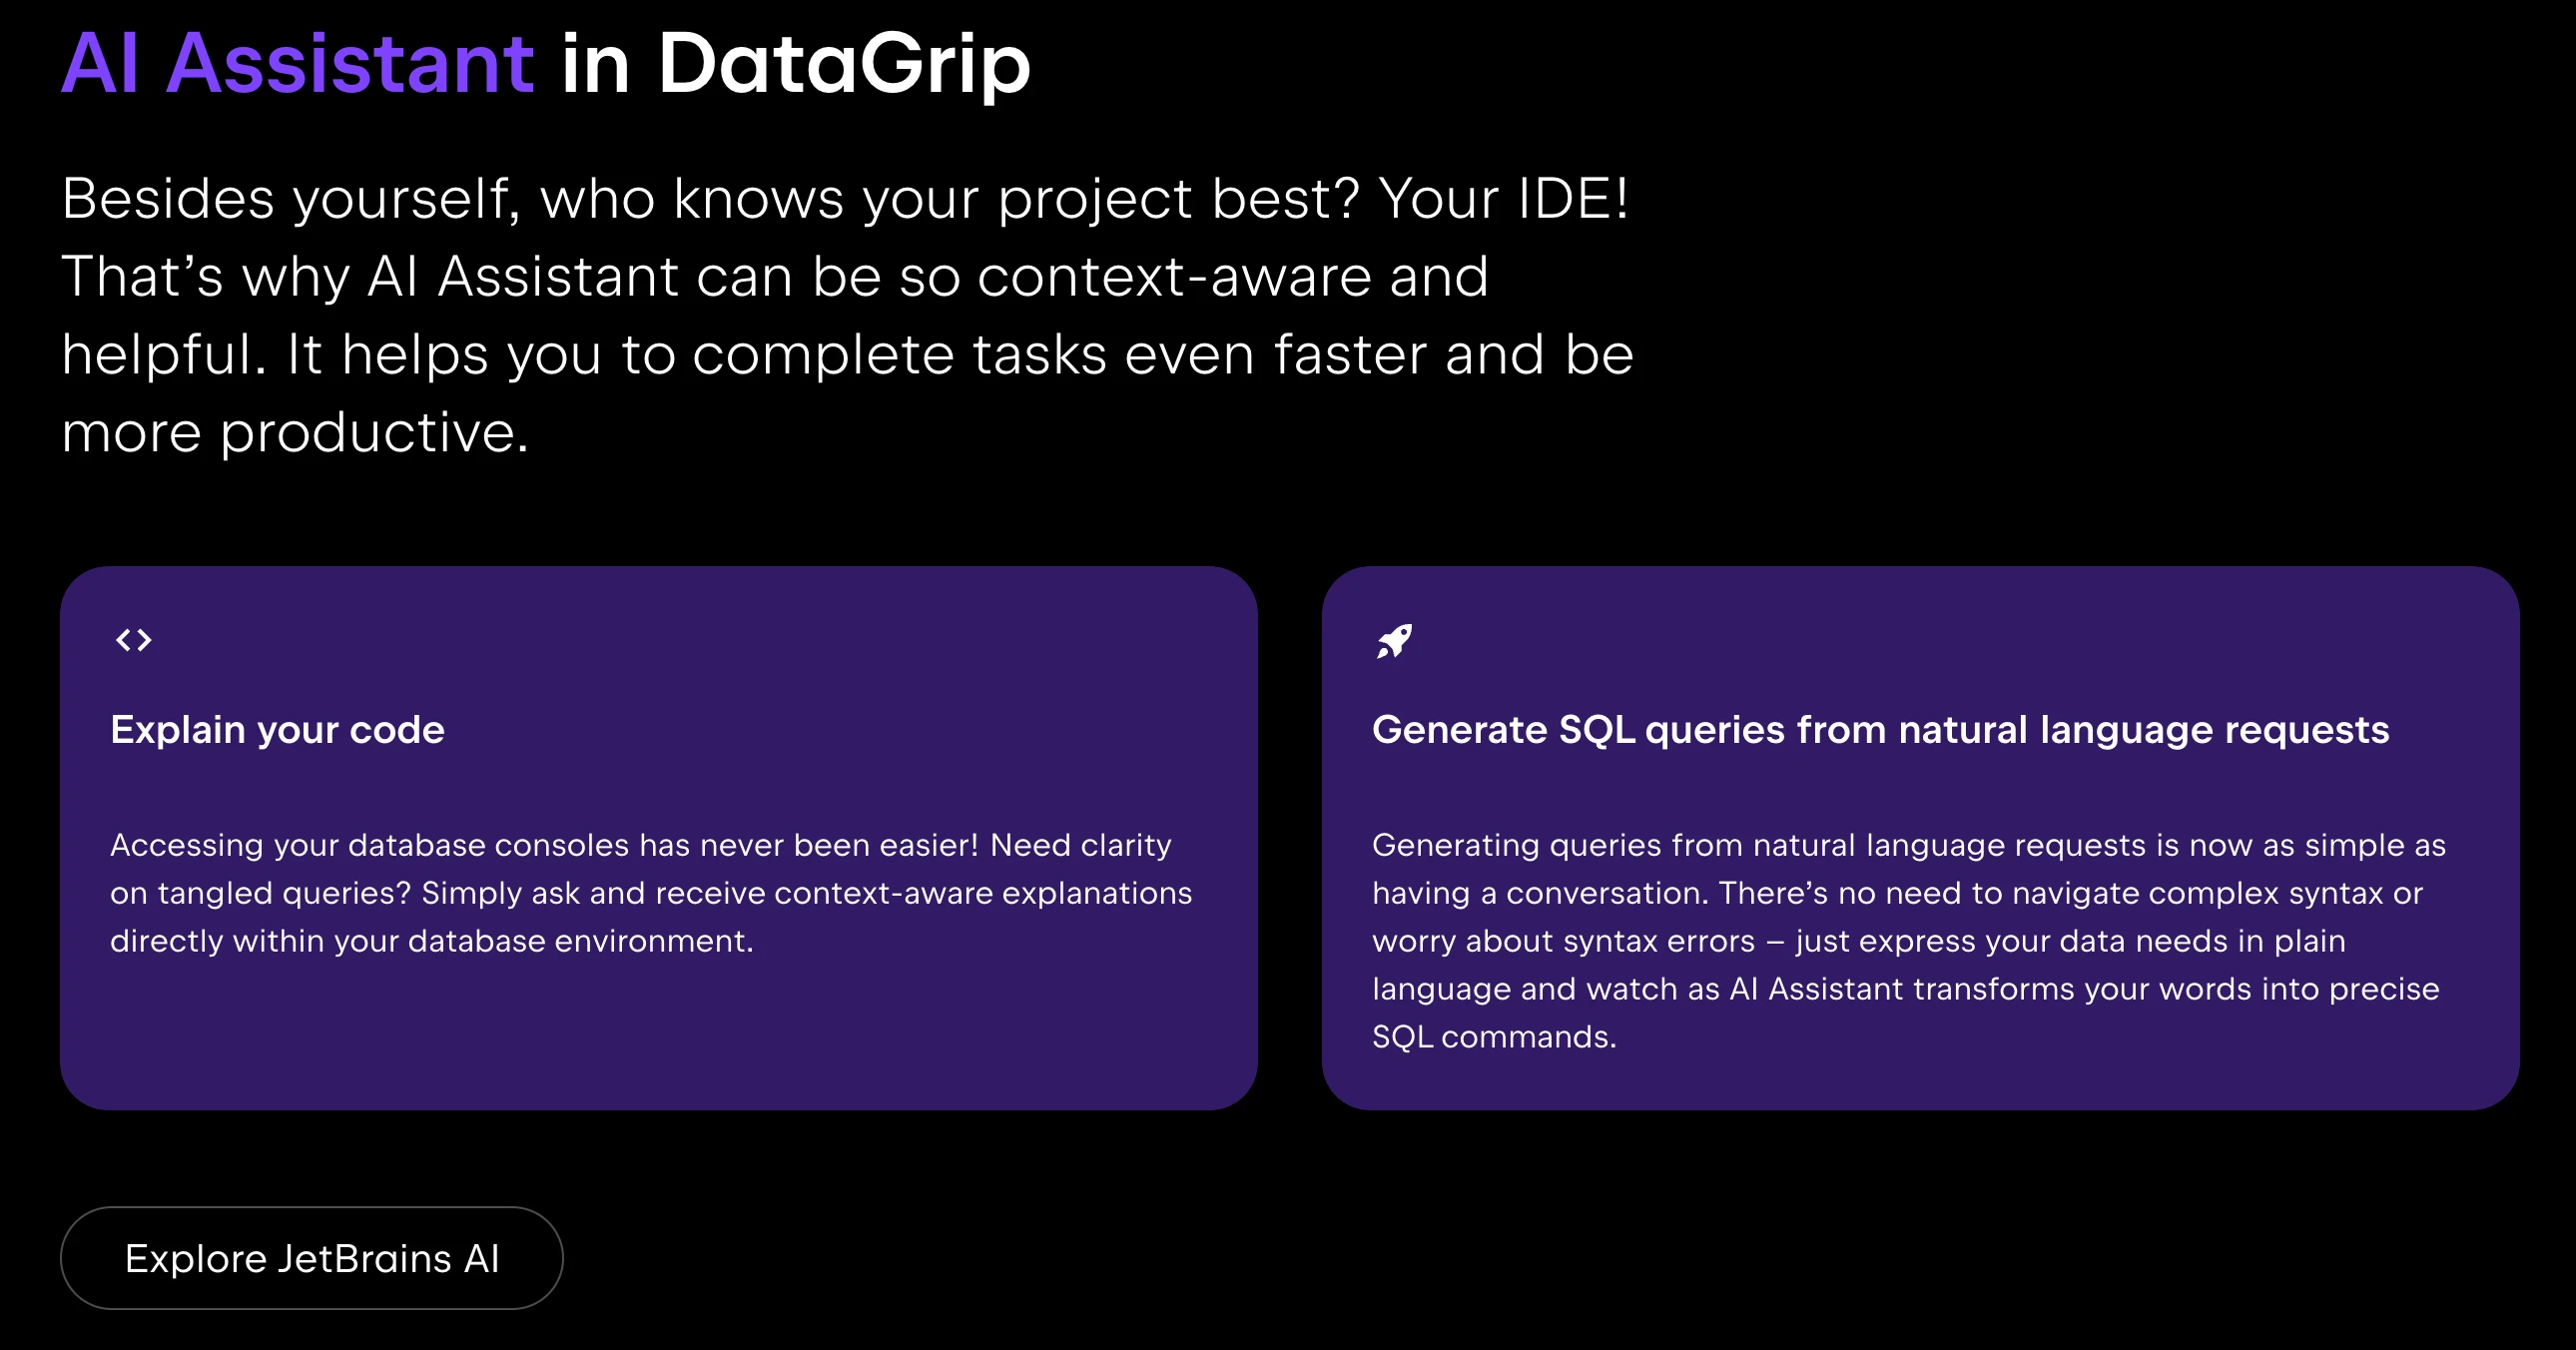 AI Assistant in DataGrip
Besides yourself, who knows your project best? Your IDE!
That’s why AI Assistant can be so context-aware and
helpful. It helps you to complete tasks even faster and be
more productive.
Explain your code
Accessing your database consoles has never been easier! Need clarity
on tangled queries? Simply ask and receive context-aware explanations
directly within your database environment.
Generate SQL queries from natural language requests
Generating queries from natural language requests is now as simple as
having a conversation. There’s no need to navigate complex syntax or
worry about syntax errors – just express your data needs in plain
language and watch as AI Assistant transforms your words into precise
SQL commands.
Explore JetBrains AI